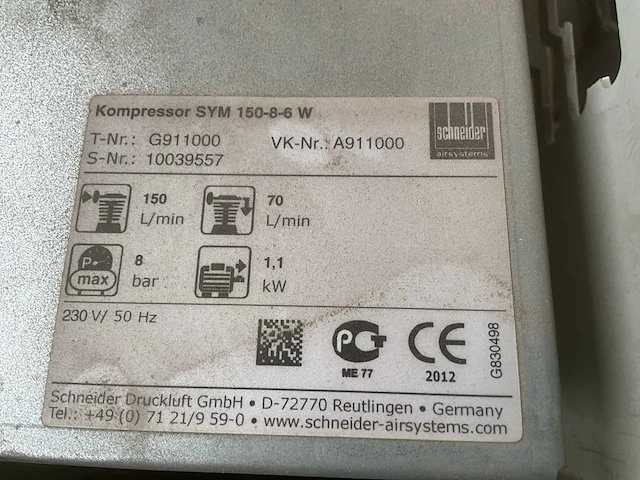 Kompressor SYM 150-8-6 W
schneider
airsystems
T-Nr.: G911000 VK-Nr.: A911000
S-Nr.: 10039557
150 L/min
70 L/min
P
max
8 bar
1,1 kW
230 V/ 50 Hz
PCT
ME 77
CE
2012
G830498
Schneider Druckluft GmbH • D-72770 Reutlingen • Germany
Tel.: +49 (0) 71 21/9 59-0 • www.schneider-airsystems.com